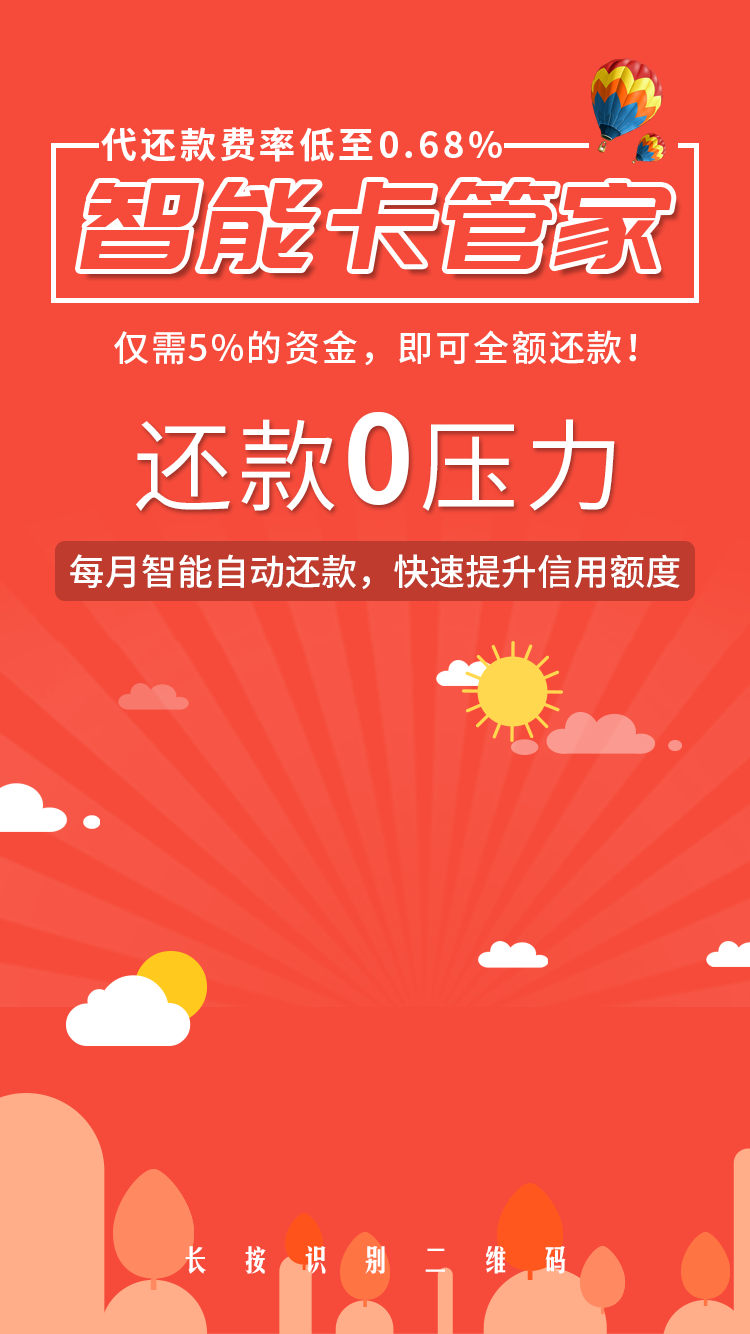 代还款费率低至0.68%
智能卡管家
仅需5%的资金，即可全额还款！
还款0压力
每月智能自动还款，快速提升信用额度
长按识别二维码